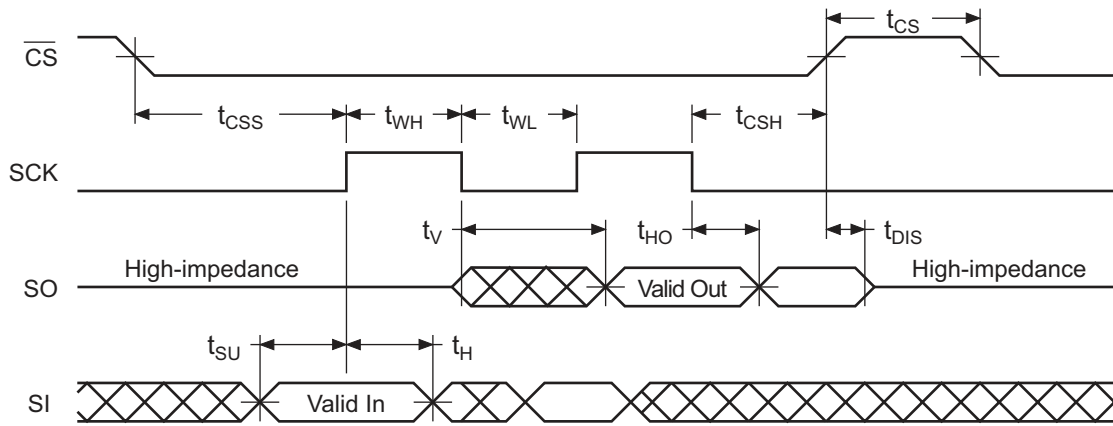 CS
tCS
tCSS
tWH
tWL
tCSH
SCK
tV
tHO
tDIS
High-impedance
High-impedance
SO
Valid Out
tSU
tH
SI
Valid In